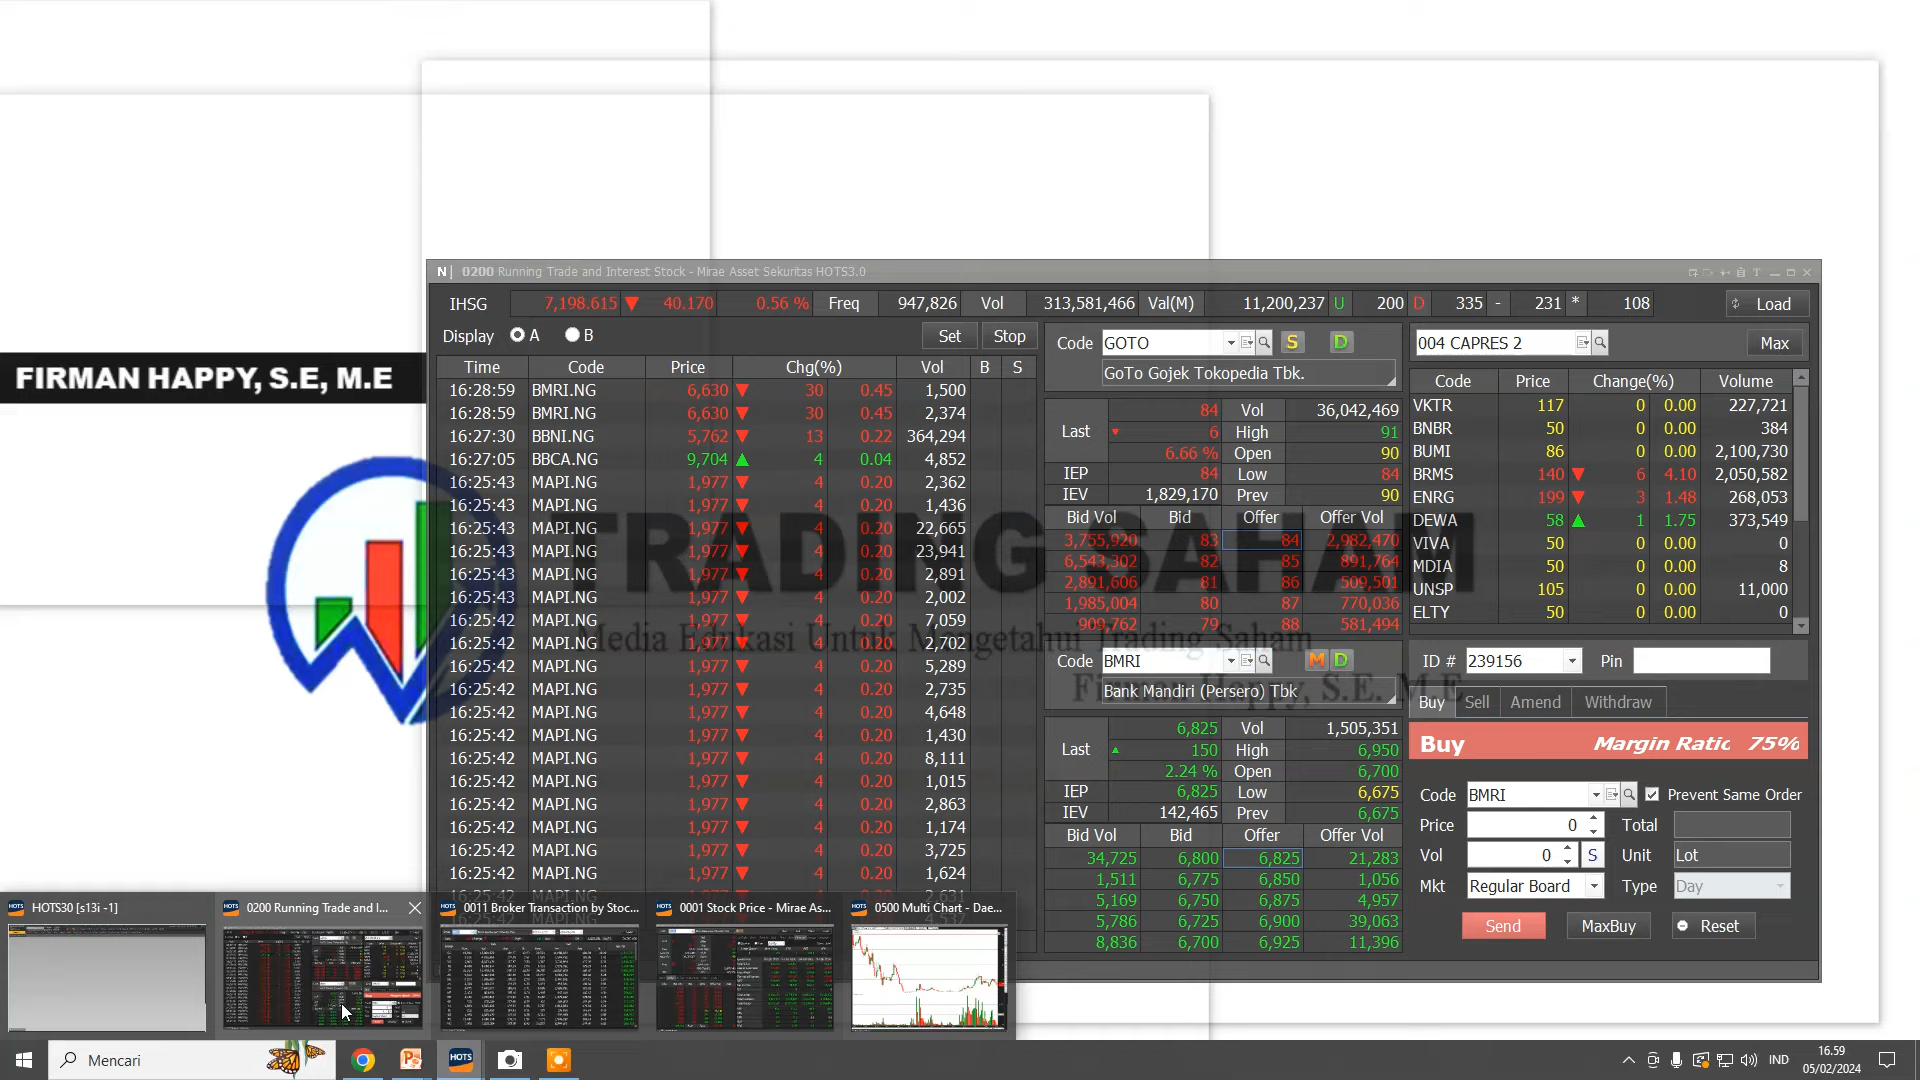 FIRMAN HAPPY, S.E, M.E
TRADING SAHAM
Media Edukasi Untuk Mengetahui Trading Saham
Firman Happy, S.E. M.E
N| 0200 Running Trade and Interest Stock - Mirae Asset Sekuritas HOTS3.0
IHSG 7,198.615 ▼ 40.170 0.56 % Freq 947,826 Vol 313,581,466 Val(M) 11,200,237 U 200 D 335 - 231 * 108 Load
Display A B Set Stop
Time Code Price Chg(%) Vol B S
16:28:59 BMRI.NG 6,630 ▼ 30 0.45 1,500
16:28:59 BMRI.NG 6,630 ▼ 30 0.45 2,374
16:27:30 BBNI.NG 5,762 ▼ 13 0.22 364,294
16:27:05 BBCA.NG 9,704 ▲ 4 0.04 4,852
16:25:43 MAPI.NG 1,977 ▼ 4 0.20 2,362
16:25:43 MAPI.NG 1,977 ▼ 4 0.20 1,436
16:25:43 MAPI.NG 1,977 ▼ 4 0.20 22,665
16:25:43 MAPI.NG 1,977 ▼ 4 0.20 23,941
16:25:43 MAPI.NG 1,977 ▼ 4 0.20 2,891
16:25:43 MAPI.NG 1,977 ▼ 4 0.20 2,002
16:25:42 MAPI.NG 1,977 ▼ 4 0.20 7,059
16:25:42 MAPI.NG 1,977 ▼ 4 0.20 2,702
16:25:42 MAPI.NG 1,977 ▼ 4 0.20 5,289
16:25:42 MAPI.NG 1,977 ▼ 4 0.20 2,735
16:25:42 MAPI.NG 1,977 ▼ 4 0.20 4,648
16:25:42 MAPI.NG 1,977 ▼ 4 0.20 1,430
16:25:42 MAPI.NG 1,977 ▼ 4 0.20 8,111
16:25:42 MAPI.NG 1,977 ▼ 4 0.20 1,015
16:25:42 MAPI.NG 1,977 ▼ 4 0.20 2,863
16:25:42 MAPI.NG 1,977 ▼ 4 0.20 1,174
16:25:42 MAPI.NG 1,977 ▼ 4 0.20 3,725
16:25:42 MAPI.NG 1,977 ▼ 4 0.20 1,624
16:25:42 MAPI.NG 1,977 ▼ 4 0.20 2,631
4,537
Code GOTO S D
GoTo Gojek Tokopedia Tbk.
Last 84 Vol 36,042,469
▼ 6 High 91
6.66 % Open 90
IEP 84 Low 84
IEV 1,829,170 Prev 90
Bid Vol Bid Offer Offer Vol
3,755,920 83 84 2,982,470
6,543,302 82 85 891,764
2,891,606 81 86 509,501
1,985,004 80 87 770,036
909,762 79 88 581,494
Code BMRI M D
Bank Mandiri (Persero) Tbk
Last 6,825 Vol 1,505,351
▲ 150 High 6,950
2.24 % Open 6,700
IEP 6,825 Low 6,675
IEV 142,465 Prev 6,675
Bid Vol Bid Offer Offer Vol
34,725 6,800 6,825 21,283
1,511 6,775 6,850 1,056
5,169 6,750 6,875 4,957
5,786 6,725 6,900 39,063
8,836 6,700 6,925 11,396
004 CAPRES 2 Max
Code Price Change(%) Volume
VKTR 117 0 0.00 227,721
BNBR 50 0 0.00 384
BUMI 86 0 0.00 2,100,730
BRMS 140 ▼ 6 4.10 2,050,582
ENRG 199 ▼ 3 1.48 268,053
DEWA 58 ▲ 1 1.75 373,549
VIVA 50 0 0.00 0
MDIA 50 0 0.00 8
UNSP 105 0 0.00 11,000
ELTY 50 0 0.00 0
ID # 239156 Pin
Buy Sell Amend Withdraw
Buy Margin Ratic 75%
Code BMRI Prevent Same Order
Price 0 Total
Vol 0 S Unit Lot
Mkt Regular Board Type Day
Send MaxBuy Reset
HOTS HOTS30 [s13i -1]
HOTS 0200 Running Trade and I...
HOTS 0011 Broker Transaction by Stoc...
HOTS 0001 Stock Price - Mirae As...
HOTS 0500 Multi Chart - Dae...
Mencari HOTS IND 16.59
05/02/2024